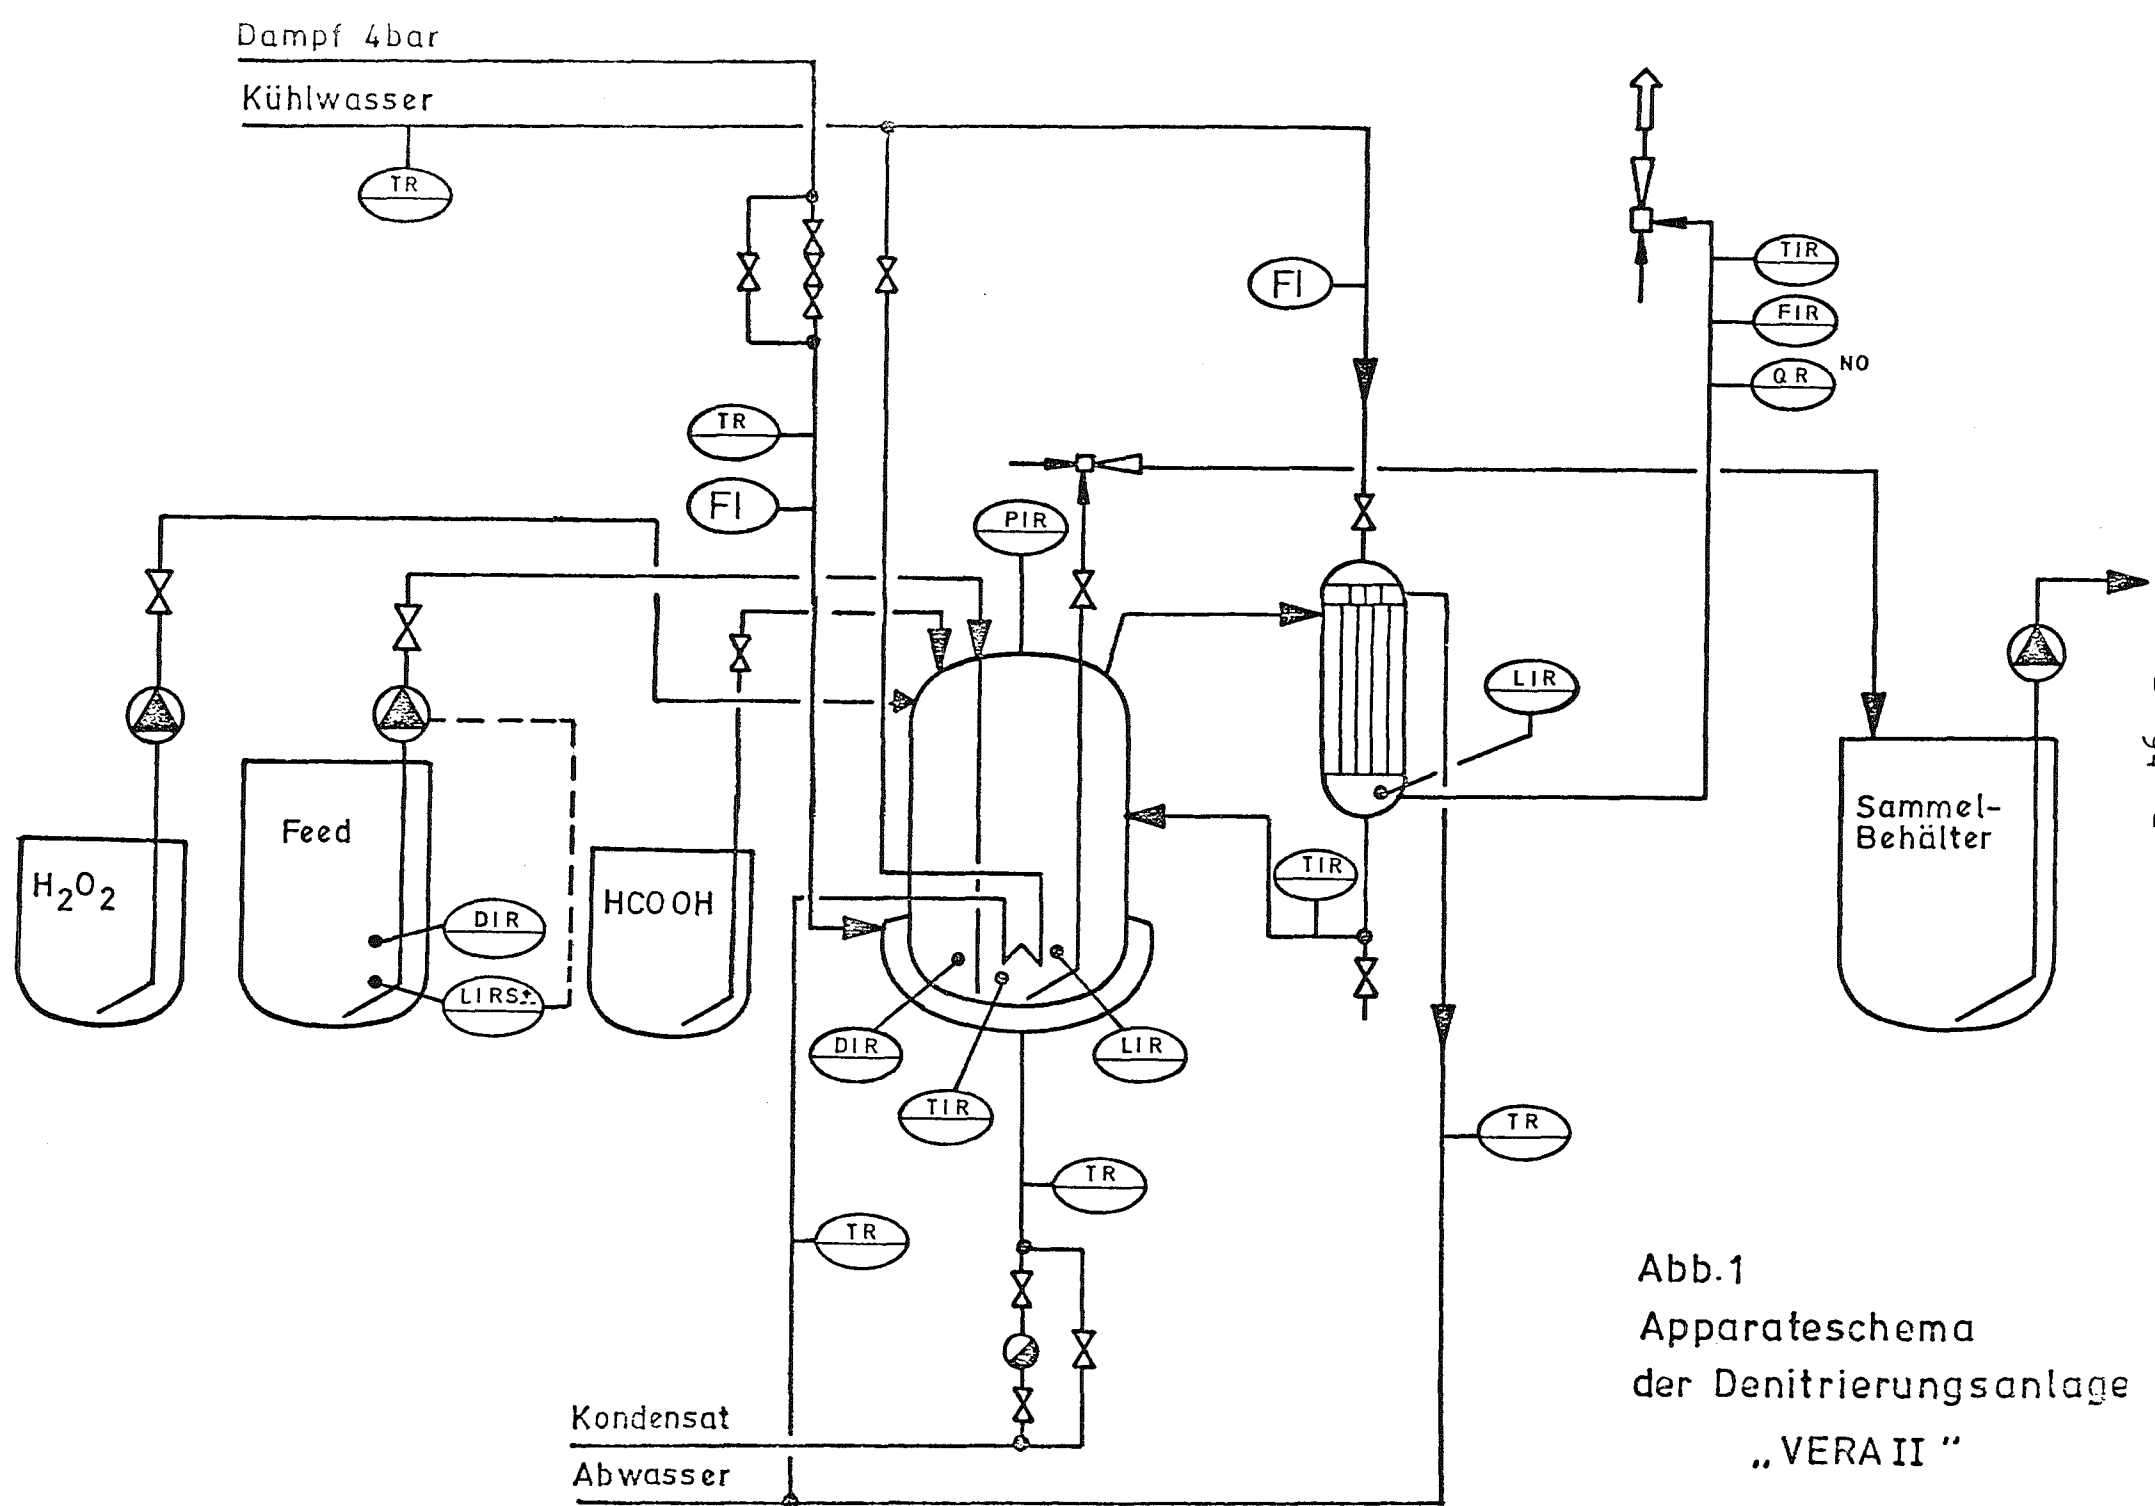 Dampf 4bar
Kühlwasser
TR
TIR
FI
FIR
QR NO
TR
FI
PIR
LIR
Feed
H2O2
HCOOH
DIR
LIRS±
TIR
Sammel-
Behälter
DIR
TIR
LIR
TR
TR
TR
Kondensat
Abwasser
Abb.1
Apparateschema
der Denitrierungsanlage
„VERA II”